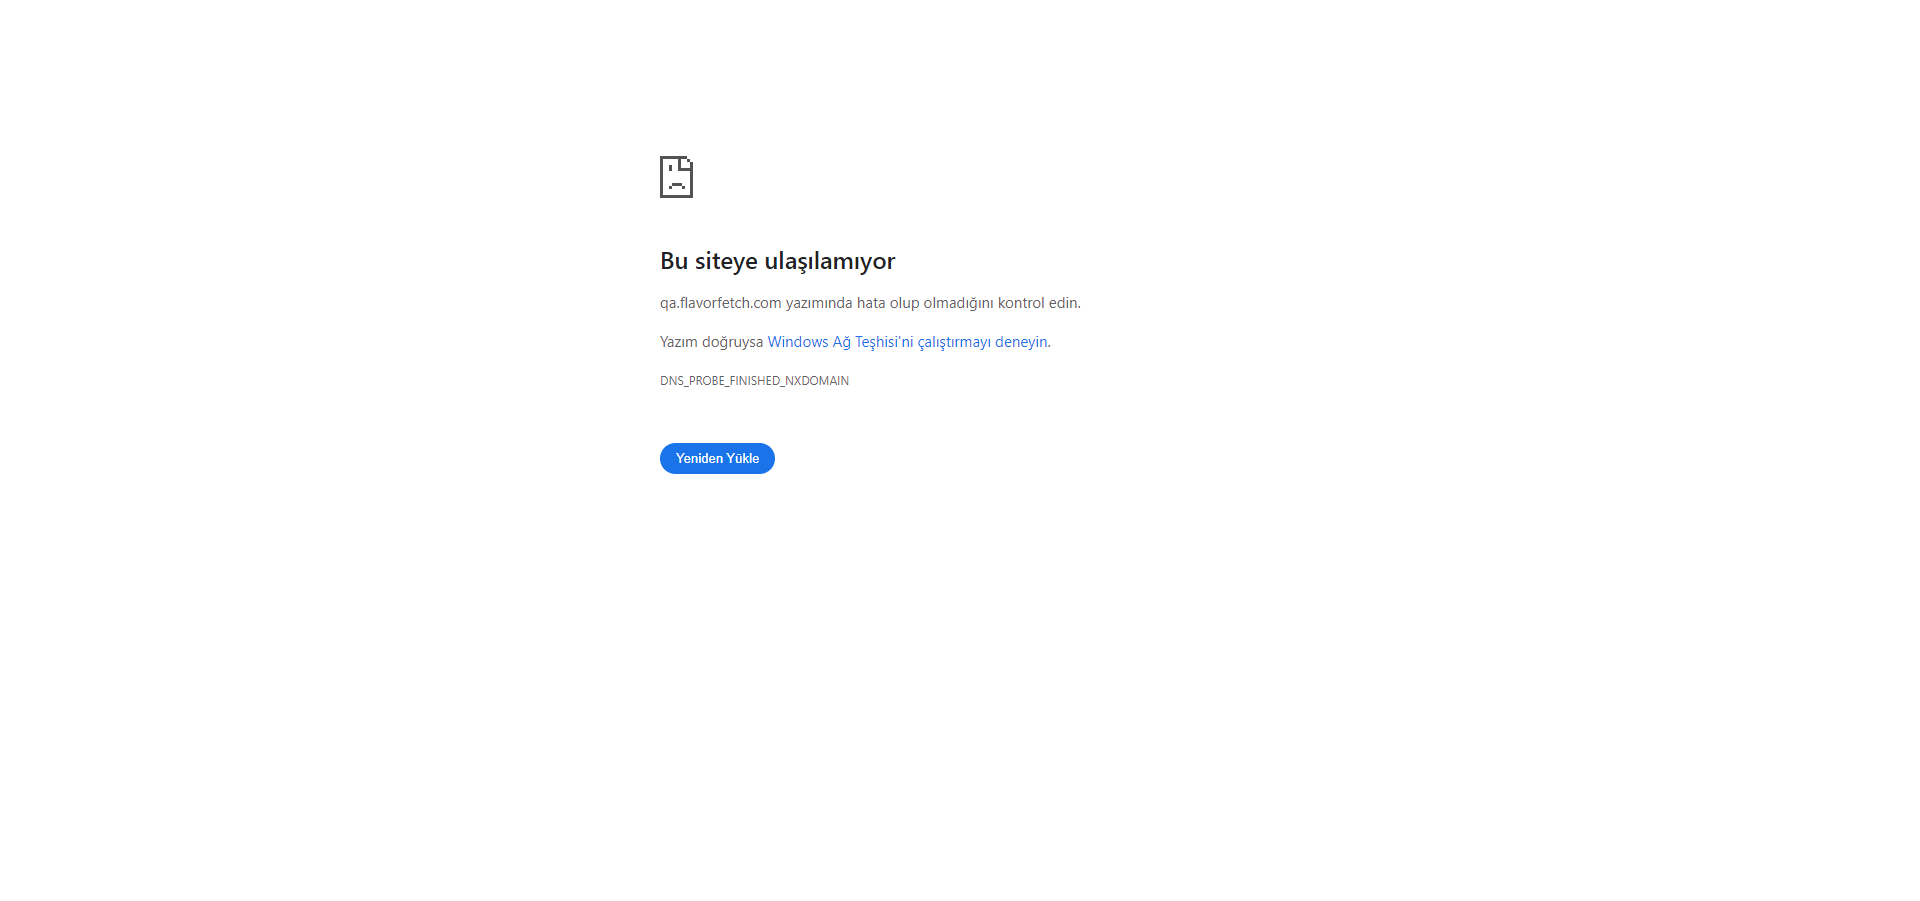 Bu siteye ulaşılamıyor
qa.flavorfetch.com yazımında hata olup olmadığını kontrol edin.
Yazım doğruysa Windows Ağ Teşhisi'ni çalıştırmayı deneyin.
DNS_PROBE_FINISHED_NXDOMAIN
Yeniden Yükle